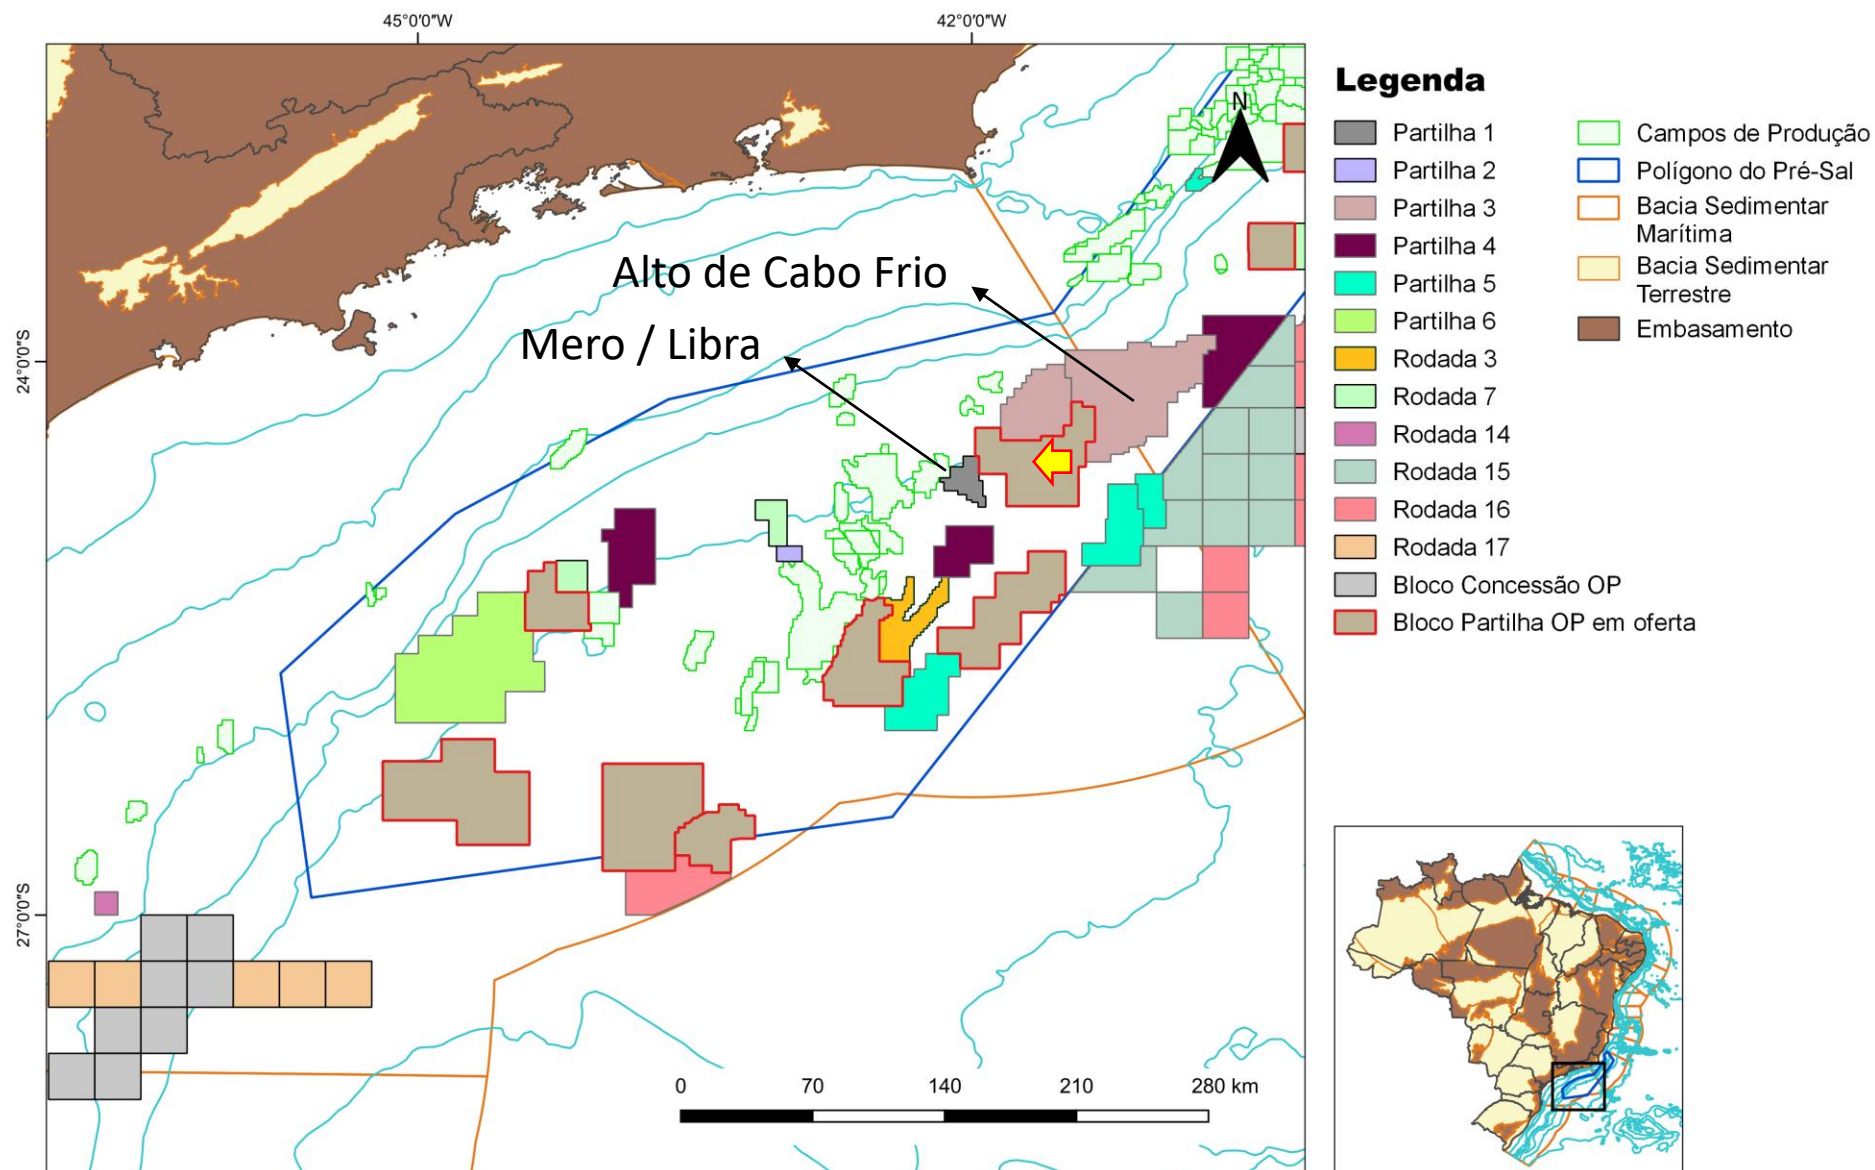 45°0'0"W
42°0'0"W
24°0'0"S
27°0'0"S
N
Alto de Cabo Frio
Mero / Libra
0
70
140
210
280 km
Legenda
Partilha 1
Partilha 2
Partilha 3
Partilha 4
Partilha 5
Partilha 6
Rodada 3
Rodada 7
Rodada 14
Rodada 15
Rodada 16
Rodada 17
Bloco Concessão OP
Bloco Partilha OP em oferta
Campos de Produção
Polígono do Pré-Sal
Bacia Sedimentar
Marítima
Bacia Sedimentar
Terrestre
Embasamento